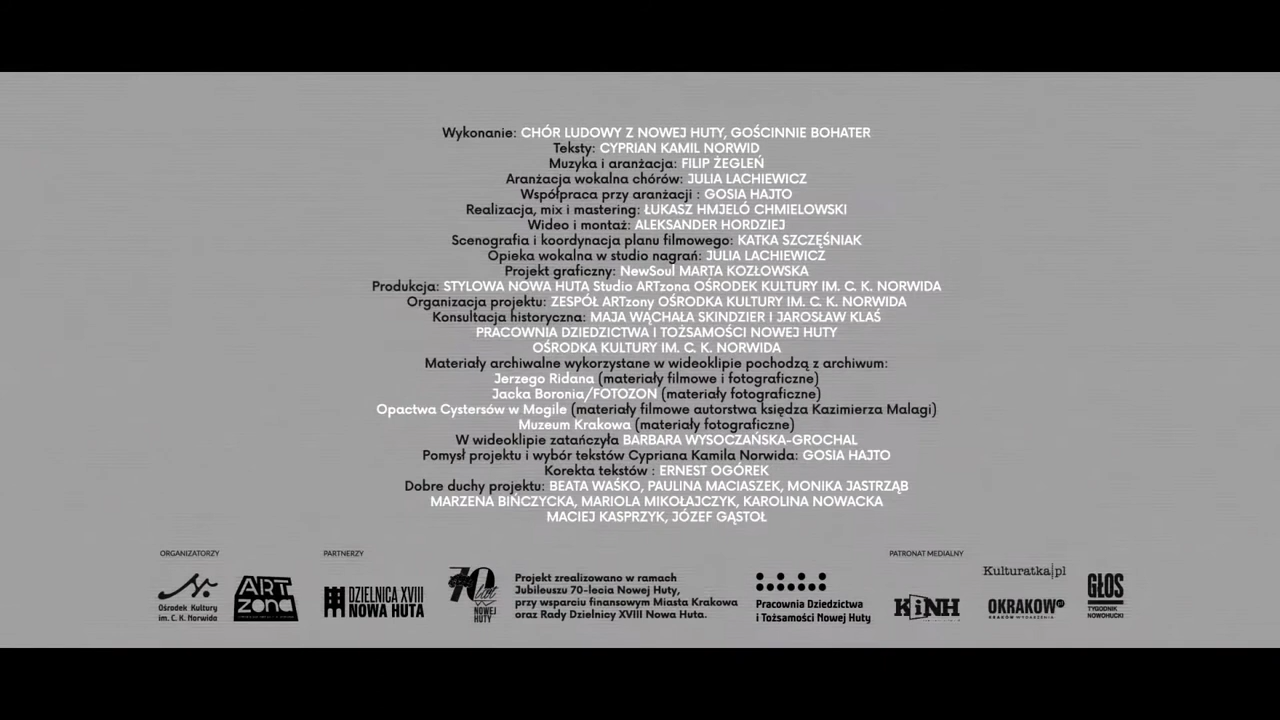 Wykonanie: CHÓR LUDOWY Z NOWEJ HUTY, GOŚCINNIE BOHATER
Teksty: CYPRIAN KAMIL NORWID
Muzyka i aranżacja: FILIP ŻEGLEŃ
Aranżacja wokalna chórów: JULIA LACHIEWICZ
Współpraca przy aranżacji : GOSIA HAJTO
Realizacja, mix i mastering: ŁUKASZ HMJELÓ CHMIELOWSKI
Wideo i montaż: ALEKSANDER HORDZIEJ
Scenografia i koordynacja planu filmowego: KATKA SZCZĘŚNIAK
Opieka wokalna w studio nagrań: JULIA LACHIEWICZ
Projekt graficzny: NewSoul MARTA KOZŁOWSKA
Produkcja: STYLOWA NOWA HUTA Studio ARTzona OŚRODEK KULTURY IM. C. K. NORWIDA
Organizacja projektu: ZESPÓŁ ARTzony OŚRODKA KULTURY IM. C. K. NORWIDA
Konsultacja historyczna: MAJA WĄCHAŁA SKINDZIER I JAROSŁAW KLAŚ
PRACOWNIA DZIEDZICTWA I TOŻSAMOŚCI NOWEJ HUTY
OŚRODKA KULTURY IM. C. K. NORWIDA
Materiały archiwalne wykorzystane w wideoklipie pochodzą z archiwum:
Jerzego Ridana (materiały filmowe i fotograficzne)
Jacka Boronia/FOTOZON (materiały fotograficzne)
Opactwa Cystersów w Mogile (materiały filmowe autorstwa księdza Kazimierza Malagi)
Muzeum Krakowa (materiały fotograficzne)
W wideoklipie zatańczyła BARBARA WYSOCZAŃSKA-GROCHAL
Pomysł projektu i wybór tekstów Cypriana Kamila Norwida: GOSIA HAJTO
Korekta tekstów : ERNEST OGÓREK
Dobre duchy projektu: BEATA WAŚKO, PAULINA MACIASZEK, MONIKA JASTRZĄB
MARZENA BIŃCZYCKA, MARIOLA MIKOŁAJCZYK, KAROLINA NOWACKA
MACIEJ KASPRZYK, JÓZEF GĄSTOŁ
ORGANIZATORZY
Ośrodek Kultury
im. C. K. Norwida
ART
zona
PARTNERZY
DZIELNICA XVIII
NOWA HUTA
70 lat
NOWEJ
HUTY
Projekt zrealizowano w ramach
Jubileuszu 70-lecia Nowej Huty,
przy wsparciu finansowym Miasta Krakowa
oraz Rady Dzielnicy XVIII Nowa Huta.
Pracownia Dziedzictwa
i Tożsamości Nowej Huty
PATRONAT MEDIALNY
KiNH
Kulturatka|pl
OKRAKOW
KRAKÓW WYDARZENIA
GŁOS
TYGODNIK
NOWOHUCKI